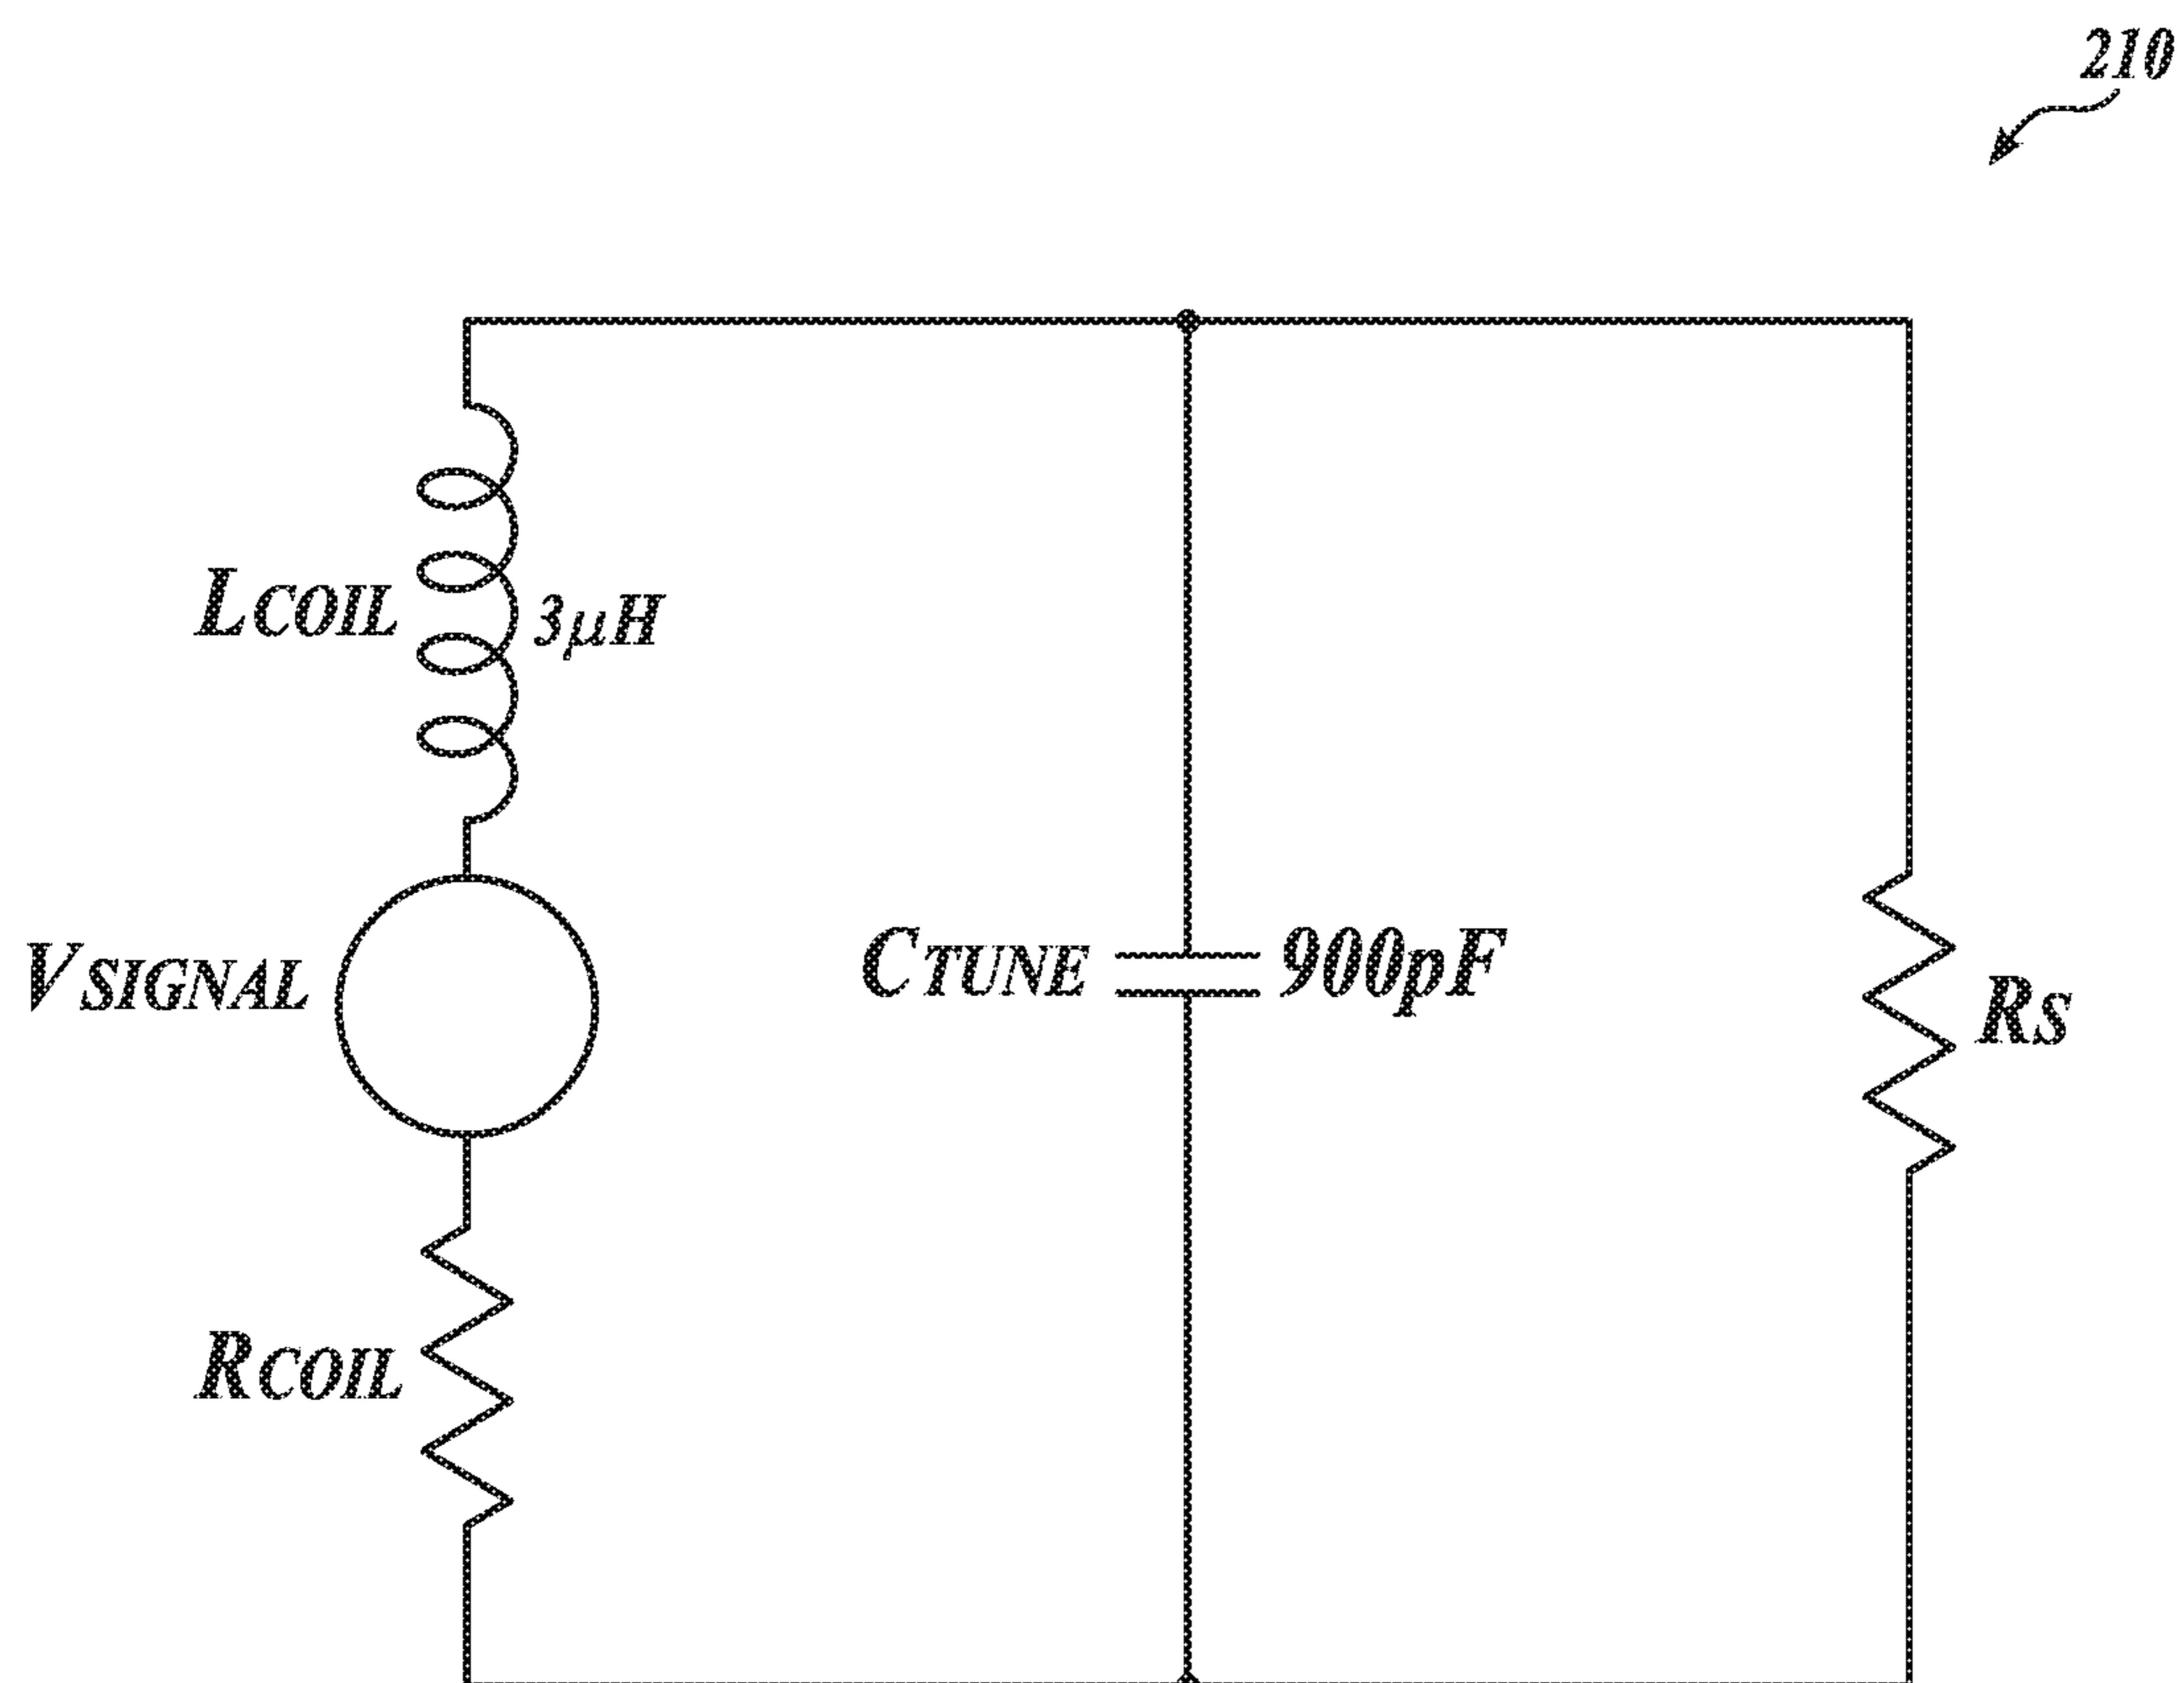 210
LCOIL
3μH
VSIGNAL
CTUNE
900pF
RS
RCOIL